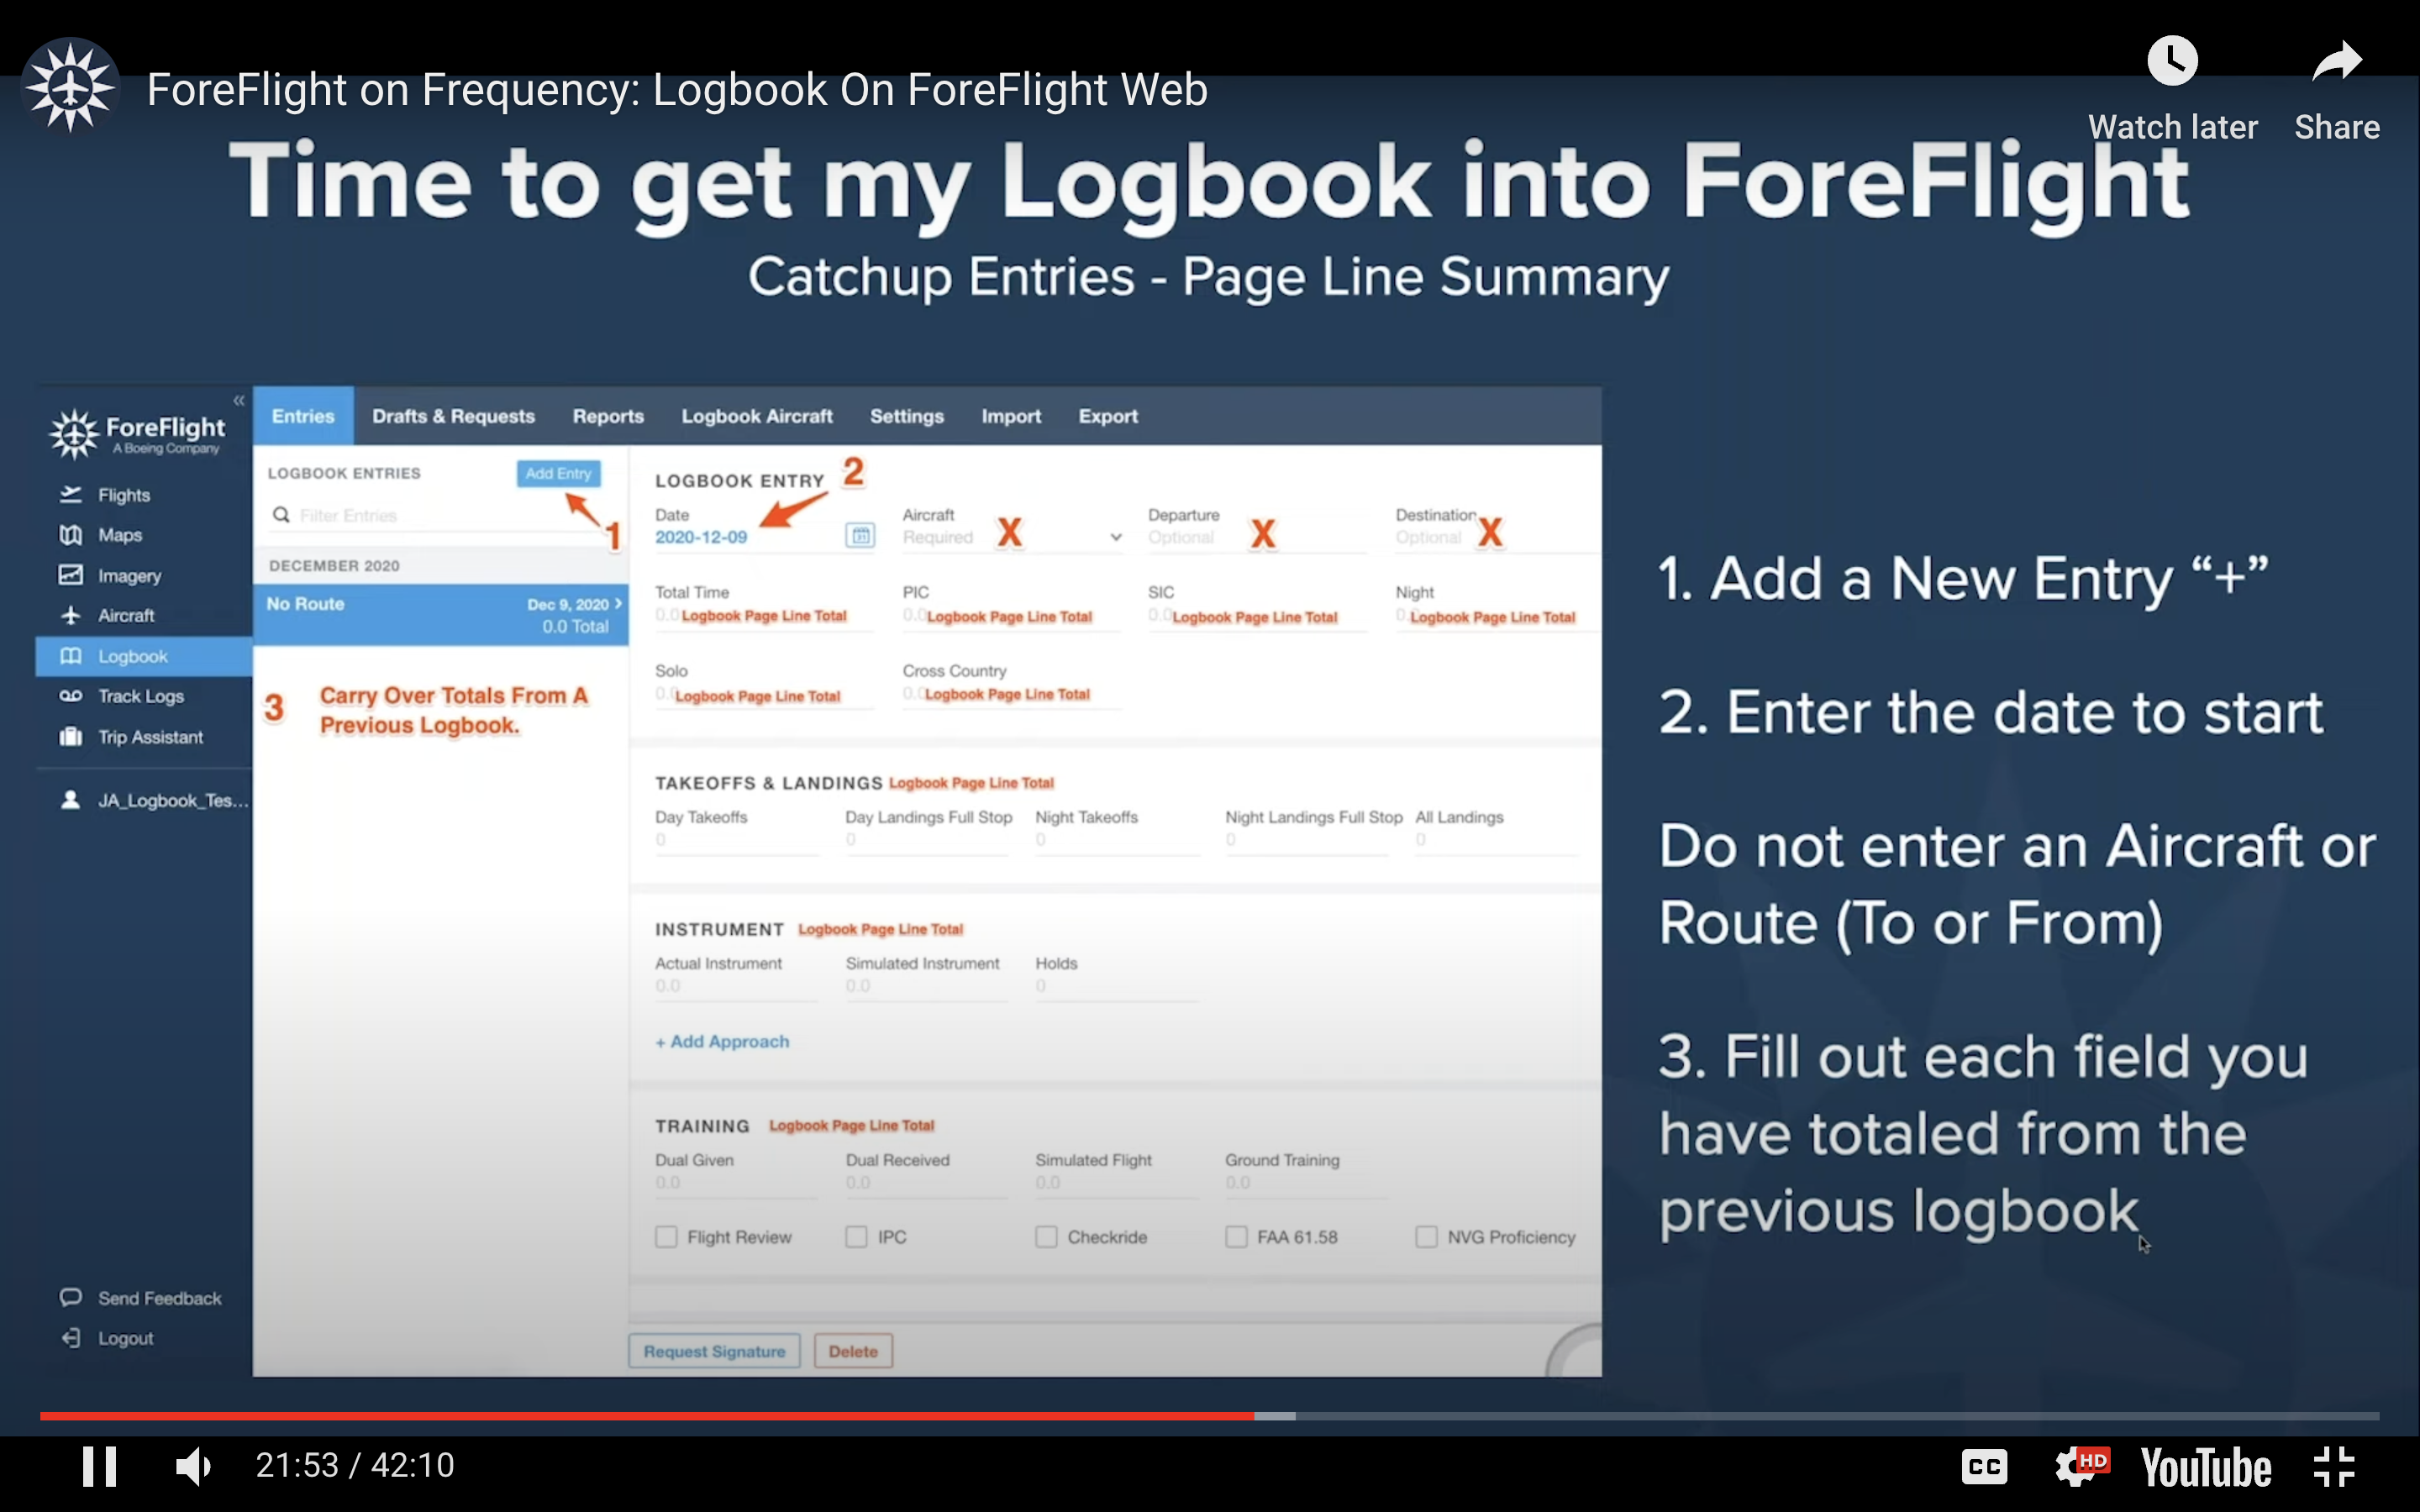 ForeFlight on Frequency: Logbook On ForeFlight Web
Watch later
Share
Time to get my Logbook into ForeFlight
Catchup Entries - Page Line Summary
«
ForeFlight
A Boeing Company
Flights
Maps
Imagery
Aircraft
Logbook
Track Logs
Trip Assistant
JA_Logbook_Tes...
Send Feedback
Logout
Entries Drafts & Requests Reports Logbook Aircraft Settings Import Export
LOGBOOK ENTRIES Add Entry
Filter Entries
1
DECEMBER 2020
No Route Dec 9, 2020 >
0.0 Total
3 Carry Over Totals From A
Previous Logbook.
LOGBOOK ENTRY 2
Date Aircraft Departure Destination
2020-12-09 31 Required X Optional X Optional X
Total Time PIC SIC Night
0.0 Logbook Page Line Total 0.0 Logbook Page Line Total 0.0 Logbook Page Line Total 0. Logbook Page Line Total
Solo Cross Country
0.0 Logbook Page Line Total 0.0 Logbook Page Line Total
TAKEOFFS & LANDINGS Logbook Page Line Total
Day Takeoffs Day Landings Full Stop Night Takeoffs Night Landings Full Stop All Landings
0 0 0 0 0
INSTRUMENT Logbook Page Line Total
Actual Instrument Simulated Instrument Holds
0.0 0.0 0
+ Add Approach
TRAINING Logbook Page Line Total
Dual Given Dual Received Simulated Flight Ground Training
0.0 0.0 0.0 0.0
Flight Review IPC Checkride FAA 61.58 NVG Proficiency
Request Signature Delete
1. Add a New Entry “+”
2. Enter the date to start
Do not enter an Aircraft or
Route (To or From)
3. Fill out each field you
have totaled from the
previous logbook
21:53 / 42:10
CC
HD
YouTube